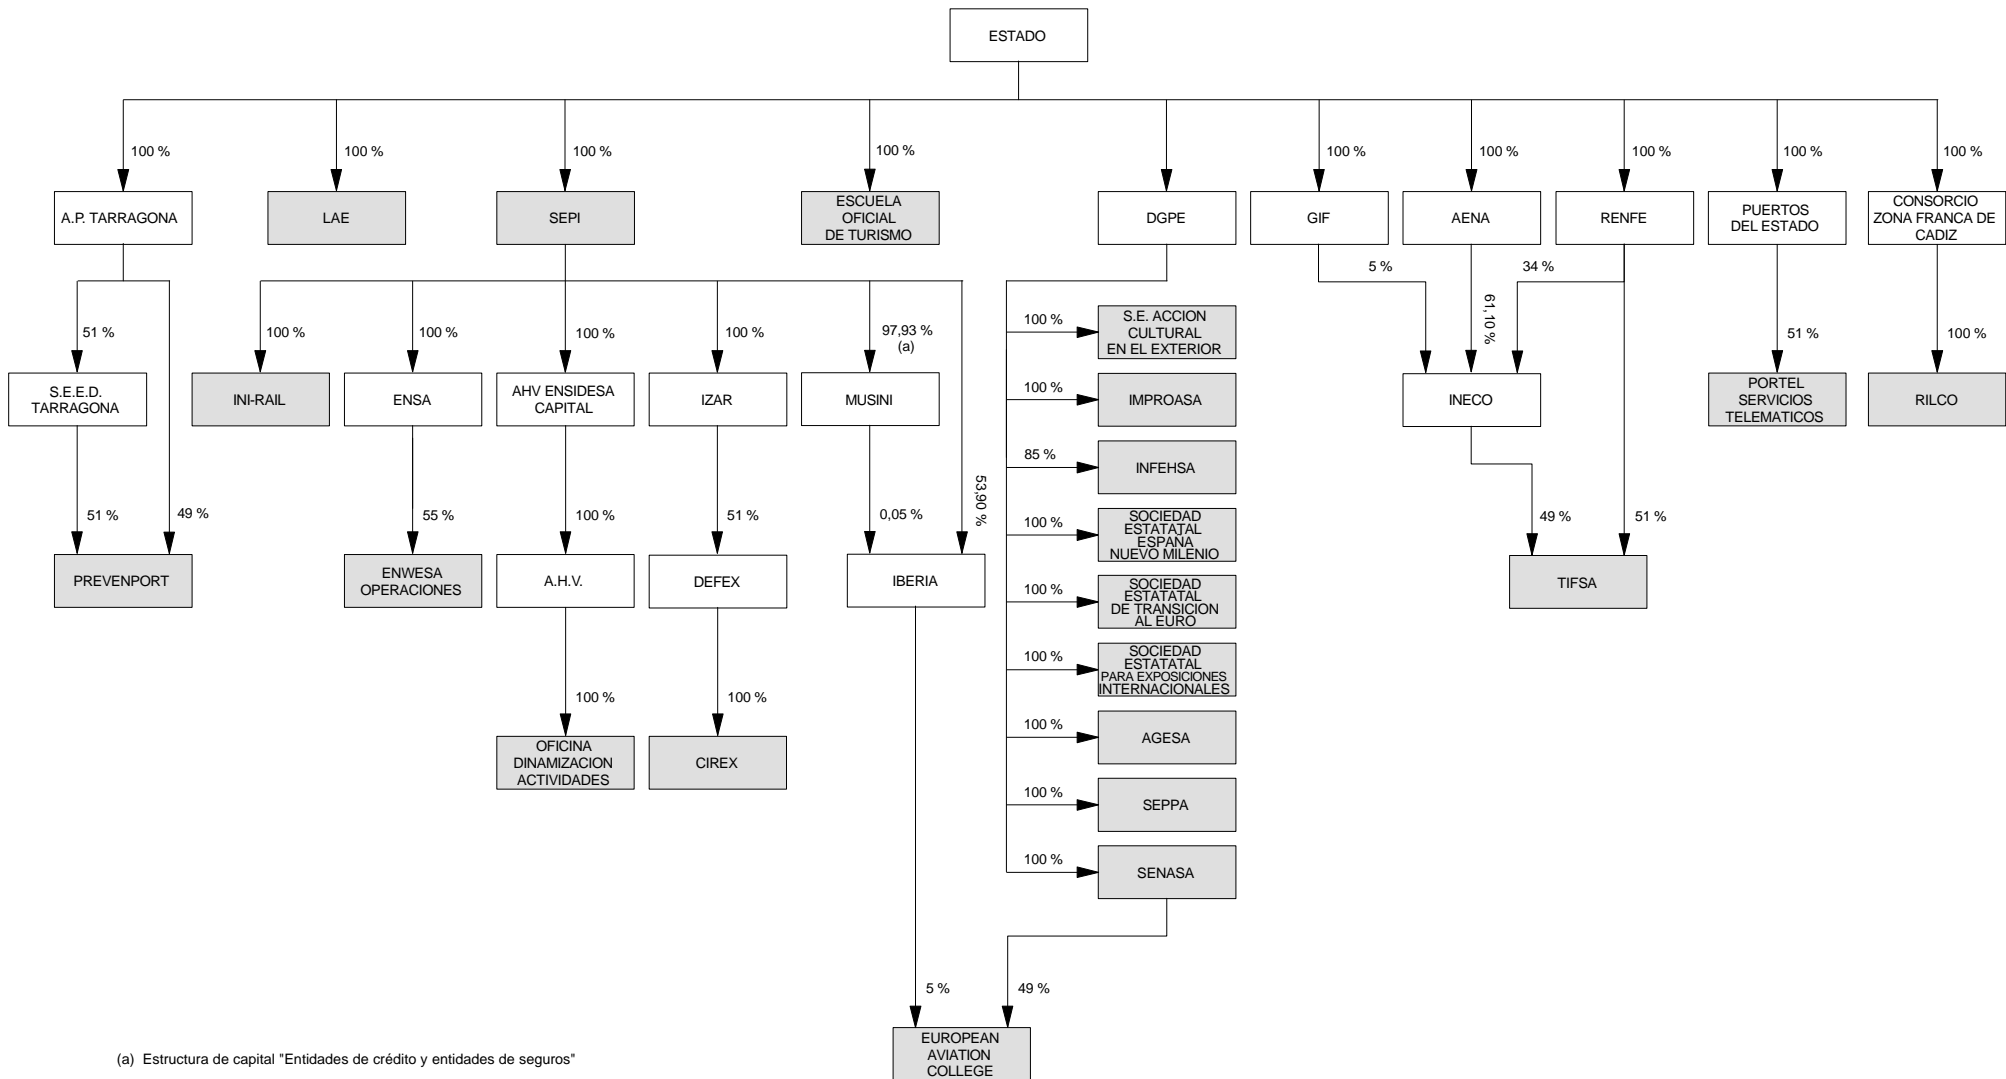 ESTADO
100 %
100 %
100 %
100 %
100 %
100 %
100 %
100 %
100 %
A.P. TARRAGONA
LAE
SEPI
ESCUELA
OFICIAL
DE TURISMO
DGPE
GIF
AENA
RENFE
PUERTOS
DEL ESTADO
CONSORCIO
ZONA FRANCA DE
CADIZ
51 %
100 %
100 %
100 %
100 %
97,93 %
(a)
5 %
61,10 %
34 %
51 %
100 %
S.E.E.D.
TARRAGONA
INI-RAIL
ENSA
AHV ENSIDESA
CAPITAL
IZAR
MUSINI
INECO
PORTEL
SERVICIOS
TELEMATICOS
RILCO
100 %
S.E. ACCION
CULTURAL
EN EL EXTERIOR
100 %
IMPROASA
85 %
INFEHSA
100 %
SOCIEDAD
ESTATATAL
ESPAÑA
NUEVO MILENIO
100 %
SOCIEDAD
ESTATATAL
DE TRANSICION
AL EURO
100 %
SOCIEDAD
ESTATATAL
PARA EXPOSICIONES
INTERNACIONALES
100 %
AGESA
100 %
SEPPA
100 %
SENASA
51 %
49 %
55 %
100 %
51 %
0,05 %
53,90 %
49 %
51 %
PREVENPORT
ENWESA
OPERACIONES
A.H.V.
DEFEX
IBERIA
TIFSA
100 %
100 %
OFICINA
DINAMIZACION
ACTIVIDADES
CIREX
5 %
49 %
EUROPEAN
AVIATION
COLLEGE
(a) Estructura de capital "Entidades de crédito y entidades de seguros"